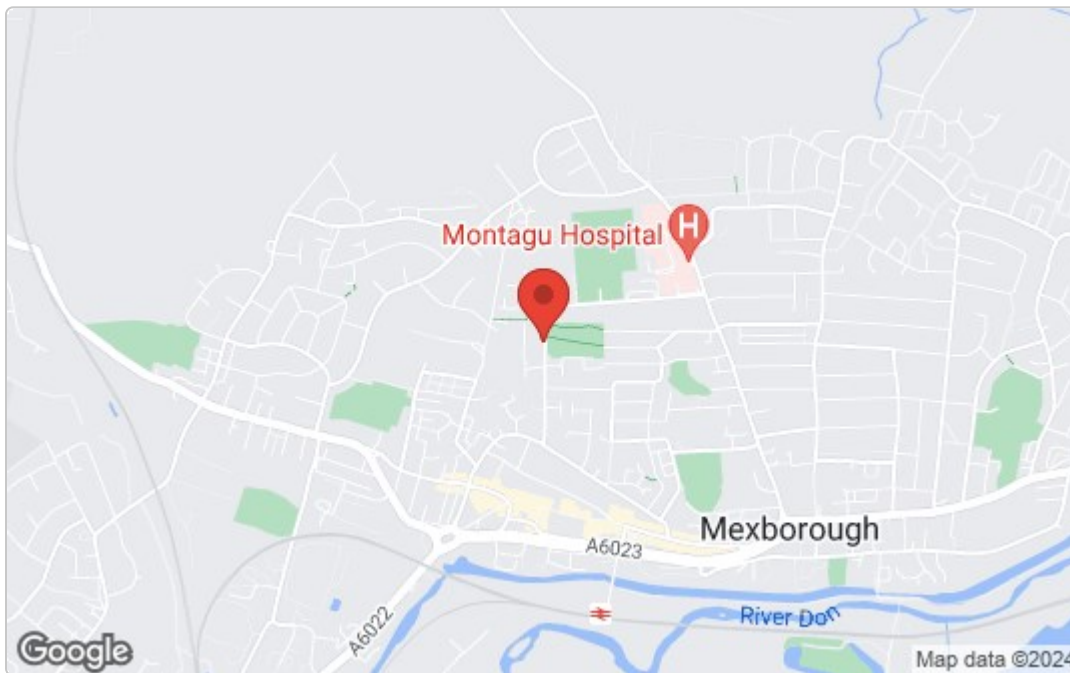 Montagu Hospital
H
Mexborough
A6023
A6022
River Don
Google
Map data ©2024